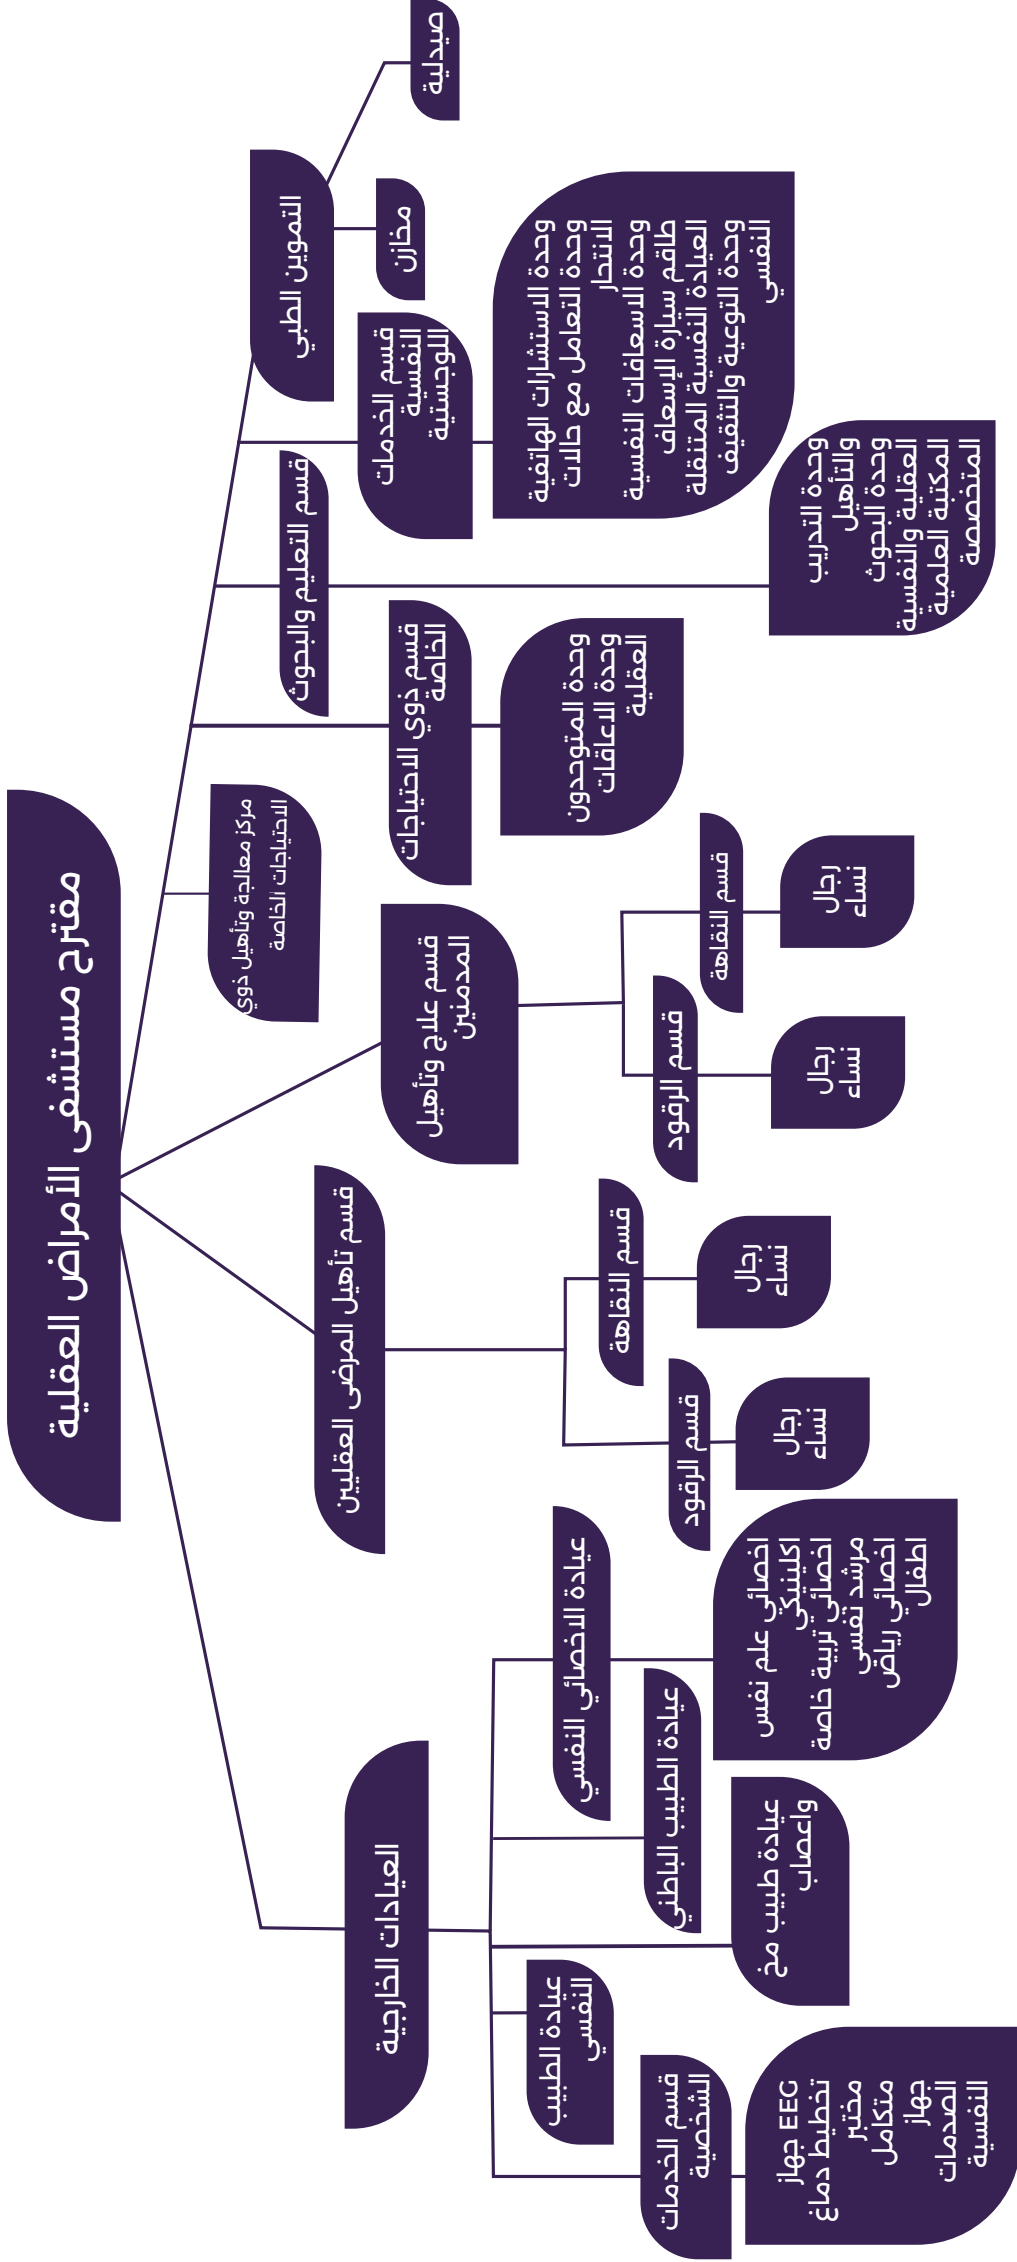 مقترح مستشفى الأمراض العقلية
التموين الطبي
صيدلية
مخازن
قسم الخدمات
النفسية
اللوجستية
وحدة الاستشارات الهاتفية
وحدة التعامل مع حالات
الانتحار
وحدة الاسعافات النفسية
طاقم سيارة الإسعاف
العيادة النفسية المتنقلة
وحدة التوعية والتثقيف
النفسي
قسم التعليم والبحوث
وحدة التدريب
والتأهيل
وحدة البحوث
العقلية والنفسية
المكتبة العلمية
المتخصصة
قسم ذوي الاحتياجات
الخاصة
وحدة المتوحدون
وحدة الاعاقات
العقلية
مركز معالجة وتأهيل ذوي
الاحتياجات الخاصة
قسم علاج وتأهيل
المدمنين
قسم النقاهة
رجال
نساء
قسم الرقود
رجال
نساء
قسم تأهيل المرضى العقليين
قسم النقاهة
رجال
نساء
قسم الرقود
رجال
نساء
العيادات الخارجية
عيادة الاخصائي النفسي
اخصائي علم نفس
اكلينيكي
اخصائي تربية خاصة
مرشد نفسي
اخصائي رياض
اطفال
عيادة الطبيب الباطني
عيادة طبيب مخ
واعصاب
عيادة الطبيب
النفسي
قسم الخدمات
الشخصية
جهاز EEG
تخطيط دماغ
مختبر
متكامل
جهاز
الصدمات
النفسية